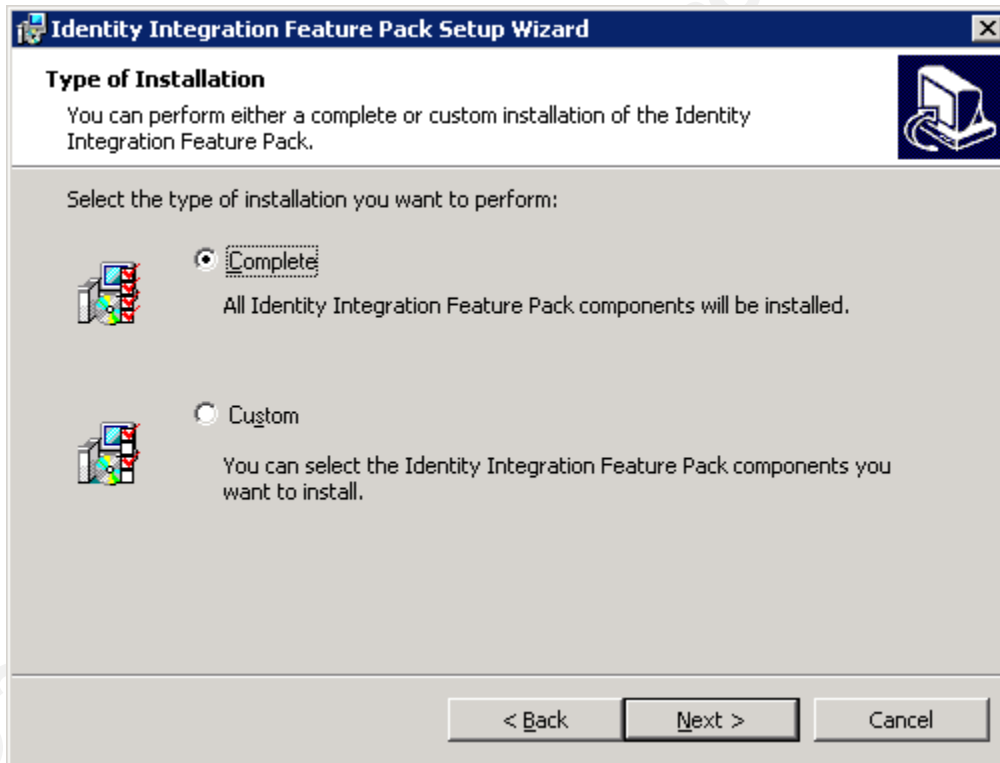 Identity Integration Feature Pack Setup Wizard
Type of Installation
You can perform either a complete or custom installation of the Identity
Integration Feature Pack.
Select the type of installation you want to perform:
Complete
All Identity Integration Feature Pack components will be installed.
Custom
You can select the Identity Integration Feature Pack components you
want to install.
< Back
Next >
Cancel